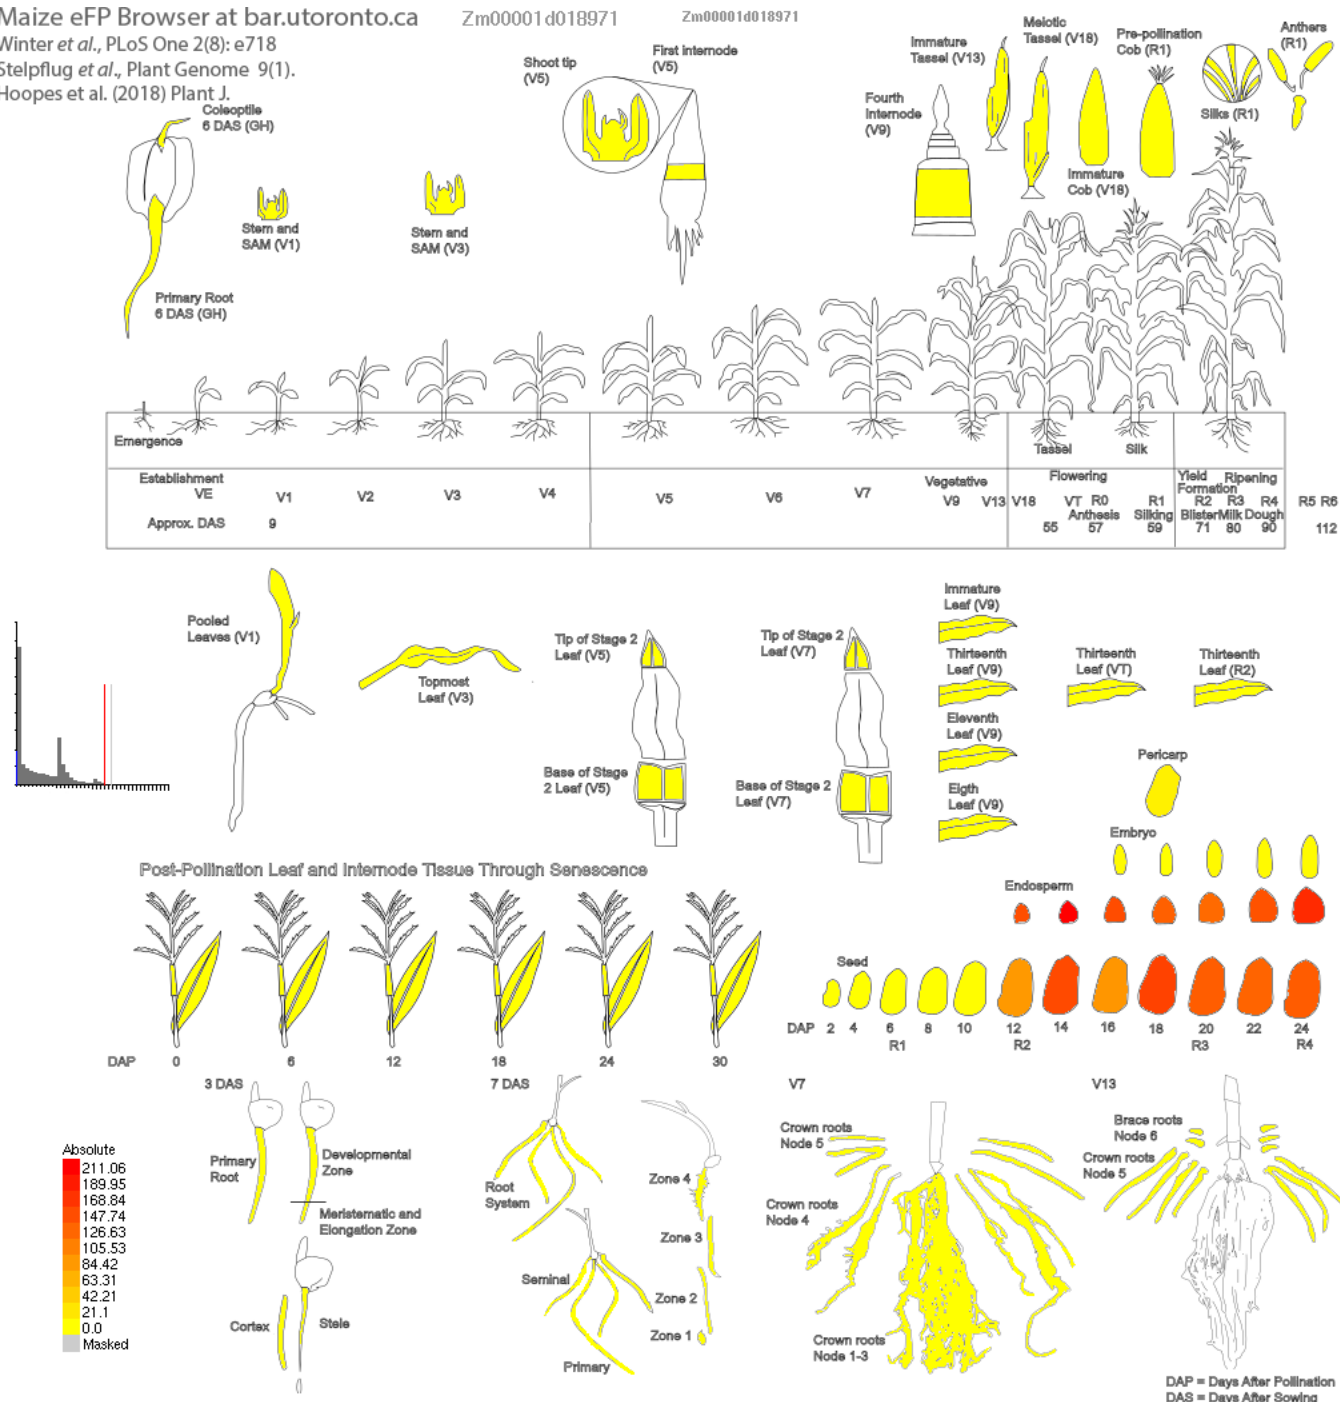 Maize eFP Browser at bar.utoronto.ca
Zm00001d018971
Zm00001d018971
Winter et al., PLoS One 2(8): e718
Stelpflug et al., Plant Genome 9(1).
Hoopes et al. (2018) Plant J.
Coleoptile
6 DAS (GH)
Primary Root
6 DAS (GH)
Stem and
SAM (V1)
Stem and
SAM (V3)
Shoot tip
(V5)
First internode
(V5)
Fourth
Internode
(V9)
Immature
Tassel (V13)
Meiotic
Tassel (V18)
Immature
Cob (V18)
Pre-pollination
Cob (R1)
Silks (R1)
Anthers
(R1)
Emergence
Tassel
Silk
Establishment
VE
V1
V2
V3
V4
V5
V6
V7
Vegetative
V9
V13
V18
Flowering
VT
R0
R1
Anthesis
Silking
Yield
Formation
Ripening
R2
R3
R4
R5
R6
Blister
Milk
Dough
Approx. DAS
9
55
57
59
71
80
90
112
Pooled
Leaves (V1)
Topmost
Leaf (V3)
Tip of Stage 2
Leaf (V5)
Base of Stage
2 Leaf (V5)
Tip of Stage 2
Leaf (V7)
Base of Stage 2
Leaf (V7)
Immature
Leaf (V9)
Thirteenth
Leaf (V9)
Eleventh
Leaf (V9)
Eigth
Leaf (V9)
Thirteenth
Leaf (VT)
Thirteenth
Leaf (R2)
Pericarp
Embryo
Endosperm
Seed
DAP
2
4
6
8
10
12
14
16
18
20
22
24
R1
R2
R3
R4
Post-Pollination Leaf and Internode Tissue Through Senescence
DAP
0
6
12
18
24
30
3 DAS
Primary
Root
Developmental
Zone
Meristematic and
Elongation Zone
Cortex
Stele
7 DAS
Root
System
Seminal
Primary
Zone 4
Zone 3
Zone 2
Zone 1
V7
Crown roots
Node 5
Crown roots
Node 4
Crown roots
Node 1-3
V13
Brace roots
Node 6
Crown roots
Node 5
Absolute
211.06
189.95
168.84
147.74
126.63
105.53
84.42
63.31
42.21
21.1
0.0
Masked
DAP = Days After Pollination
DAS = Days After Sowing